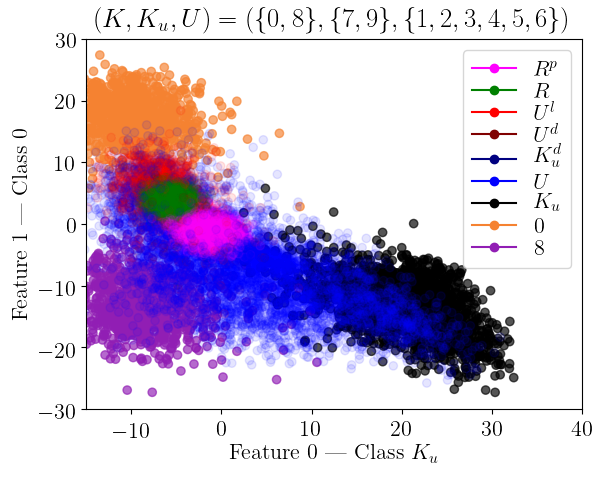 (K, K_u, U) = ({0, 8}, {7, 9}, {1, 2, 3, 4, 5, 6})
30
20
10
0
−10
−20
−30
Feature 1 — Class 0
R^p
R
U^l
U^d
K_u^d
U
K_u
0
8
−10
0
10
20
30
40
Feature 0 — Class K_u